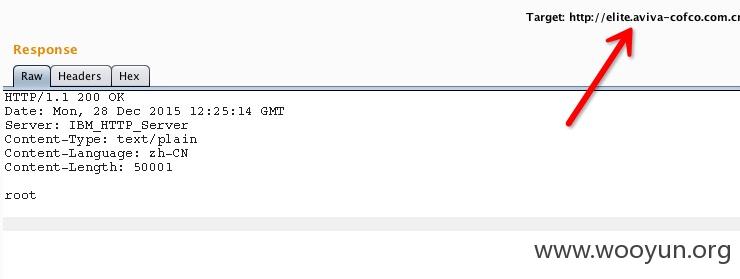 Target: http://elite.aviva-cofco.com.cn
Response
Raw Headers Hex
HTTP/1.1 200 OK
Date: Mon, 28 Dec 2015 12:25:14 GMT
Server: IBM_HTTP_Server
Content-Type: text/plain
Content-Language: zh-CN
Content-Length: 50001
root
www.wooyun.org